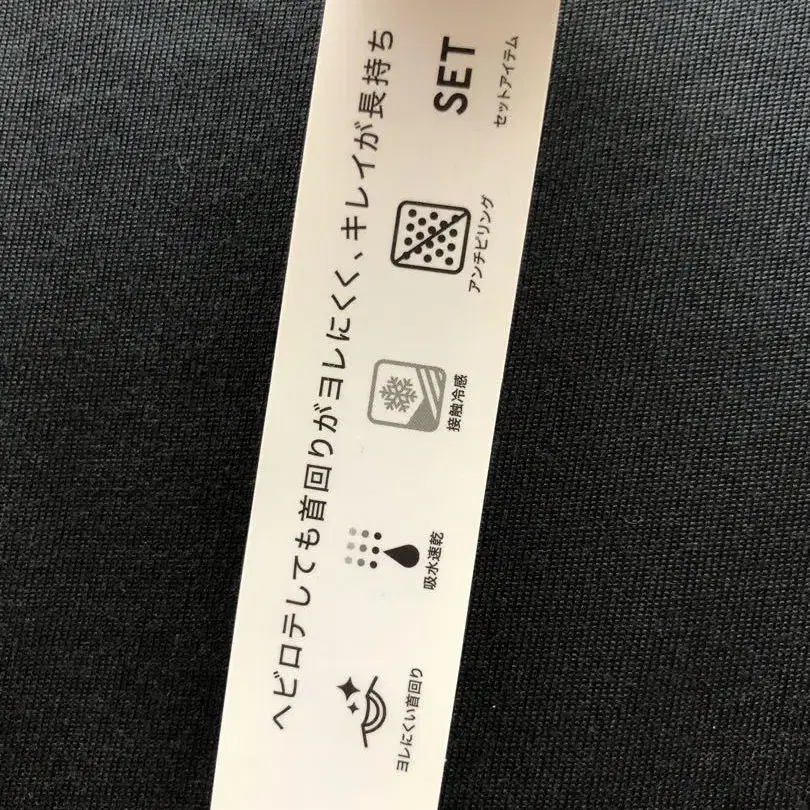 ヘビロテしても首回りがヨレにくく、キレイが長持ち
ヨレにくい首回り
吸水速乾
接触冷感
アンチピリング
SET
セットアイテム